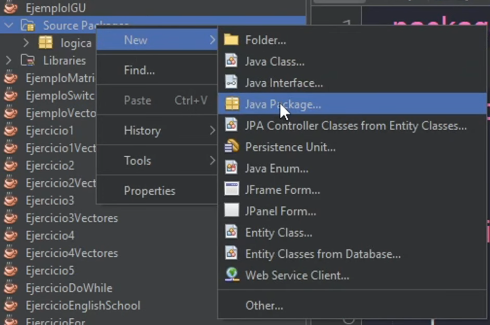 EjemploIGU
Source Packages
logica
Libraries
EjemploMatri
EjemploSwitc
EjemploVecto
Ejercicio1
Ejercicio1Vect
Ejercicio2
Ejercicio2Vect
Ejercicio3
Ejercicio3Vectores
Ejercicio4
Ejercicio4Vectores
Ejercicio5
EjercicioDoWhile
EjercicioEnglishSchool
EjercicioFor
New
Find...
Paste Ctrl+V
History
Tools
Properties
Folder...
Java Class...
Java Interface...
Java Package...
JPA Controller Classes from Entity Classes...
Persistence Unit...
Java Enum...
JFrame Form...
JPanel Form...
Entity Class...
Entity Classes from Database...
Web Service Client...
Other...
1 packag